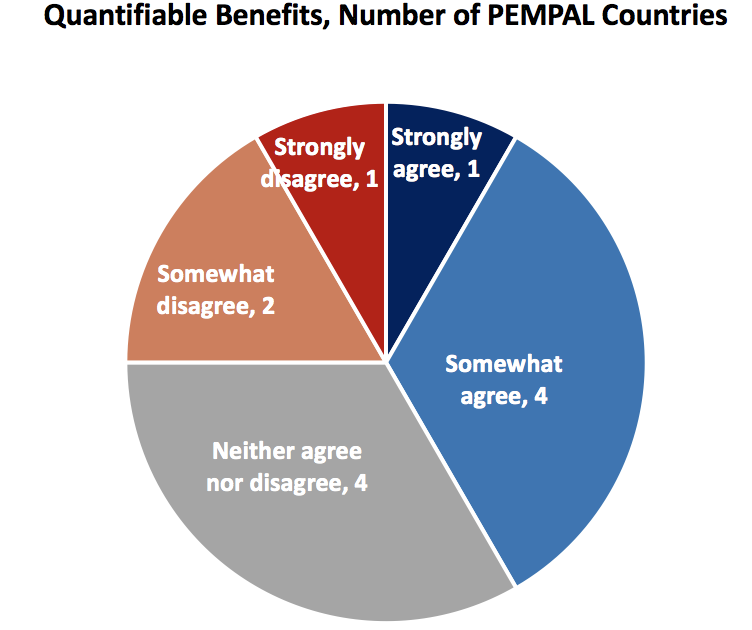 Quantifiable Benefits, Number of PEMPAL Countries
Strongly
disagree, 1
Strongly
agree, 1
Somewhat
disagree, 2
Somewhat
agree, 4
Neither agree
nor disagree, 4